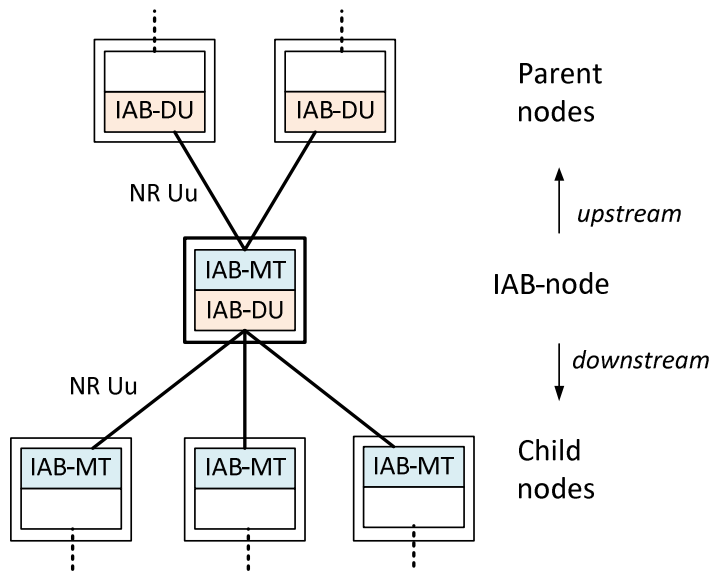 IAB-DU
IAB-DU
Parent
nodes
NR Uu
upstream
IAB-MT
IAB-DU
IAB-node
NR Uu
downstream
IAB-MT
IAB-MT
IAB-MT
Child
nodes